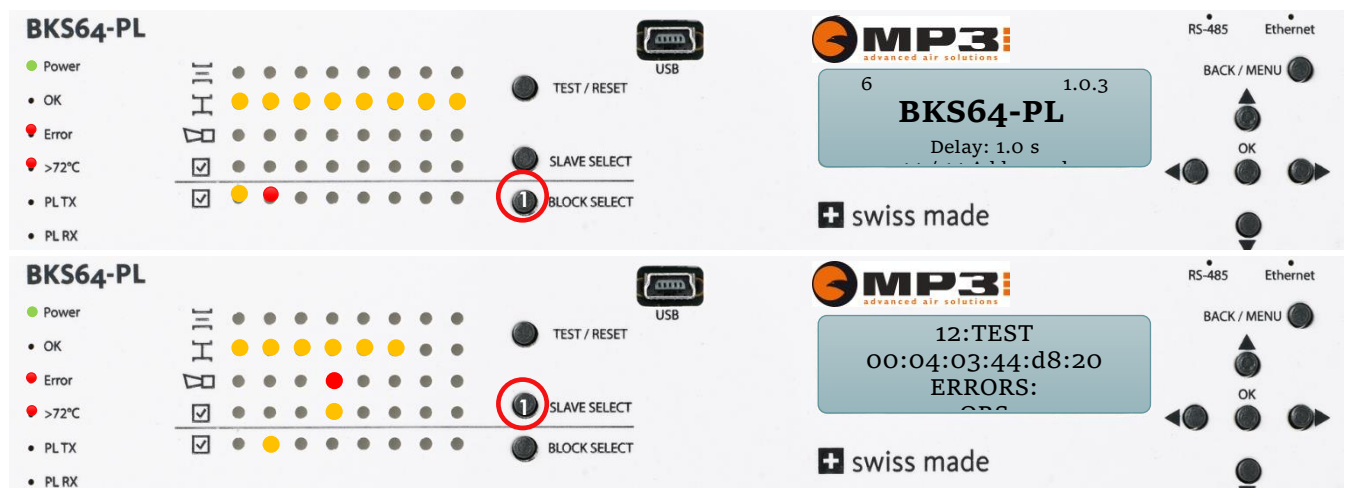 BKS64-PL
Power
OK
Error
>72°C
PL TX
PL RX
USB
TEST / RESET
SLAVE SELECT
1
BLOCK SELECT
MP3
advanced air solutions
6 1.0.3
BKS64-PL
Delay: 1.0 s
swiss made
RS-485 Ethernet
BACK / MENU
OK
BKS64-PL
Power
OK
Error
>72°C
PL TX
PL RX
USB
TEST / RESET
1
SLAVE SELECT
BLOCK SELECT
MP3
advanced air solutions
12:TEST
00:04:03:44:d8:20
ERRORS:
swiss made
RS-485 Ethernet
BACK / MENU
OK